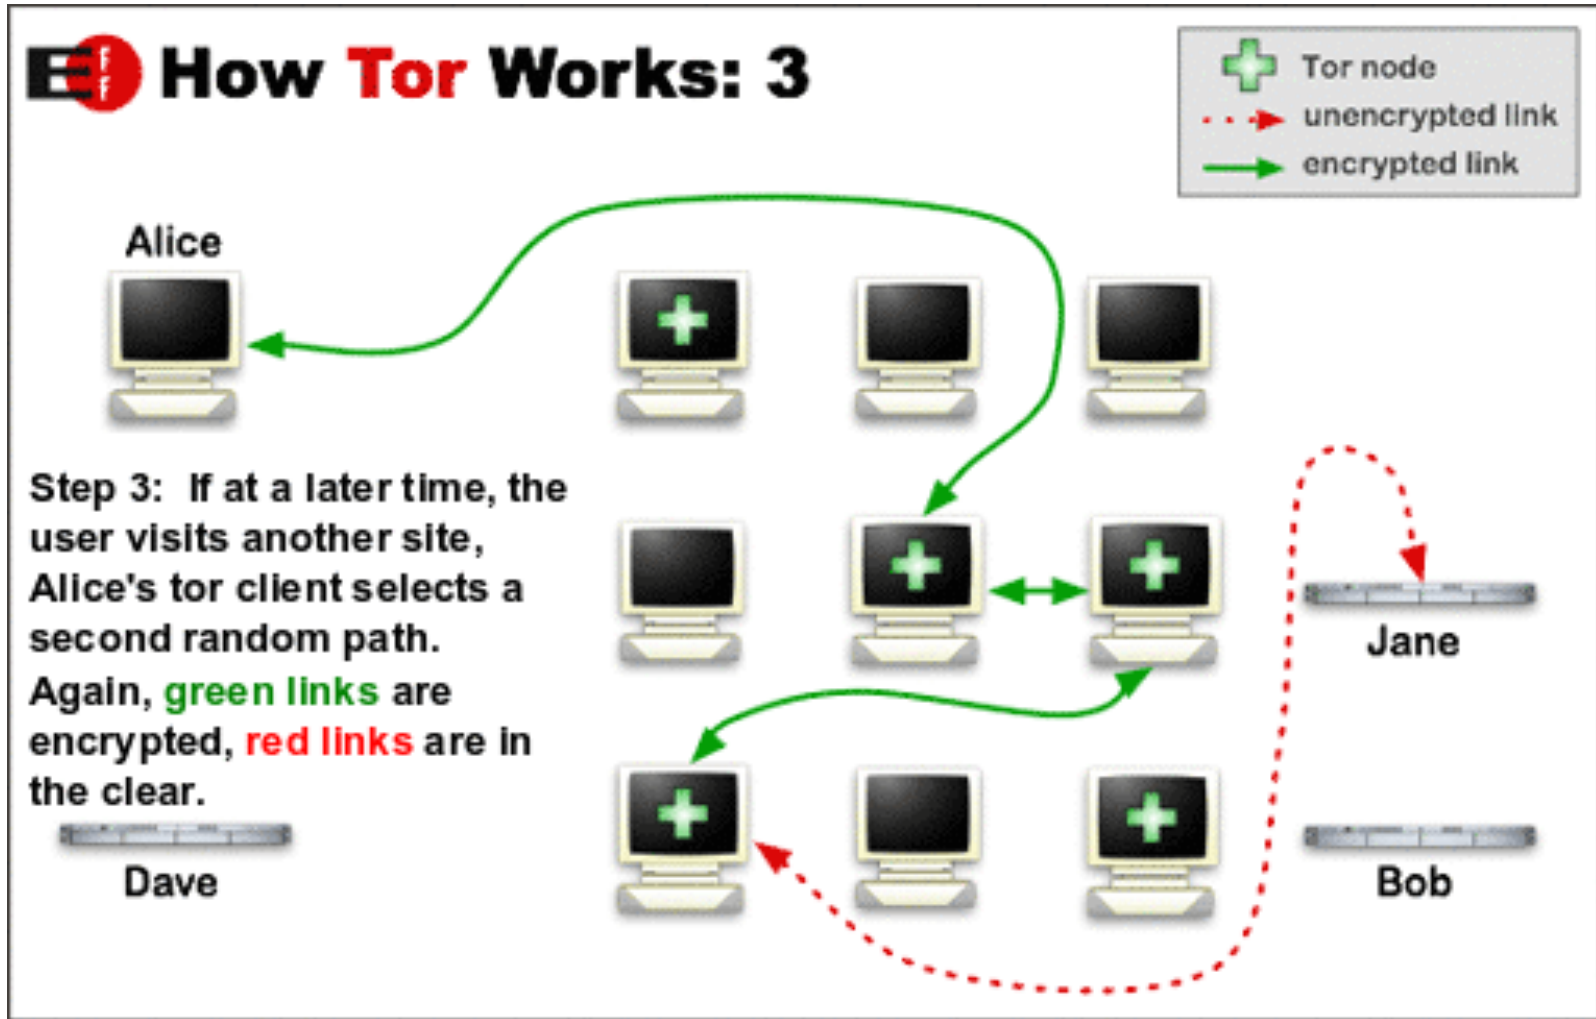 EFF How Tor Works: 3
Tor node
unencrypted link
encrypted link
Alice
Step 3: If at a later time, the
user visits another site,
Alice's tor client selects a
second random path.
Again, green links are
encrypted, red links are in
the clear.
Jane
Dave
Bob